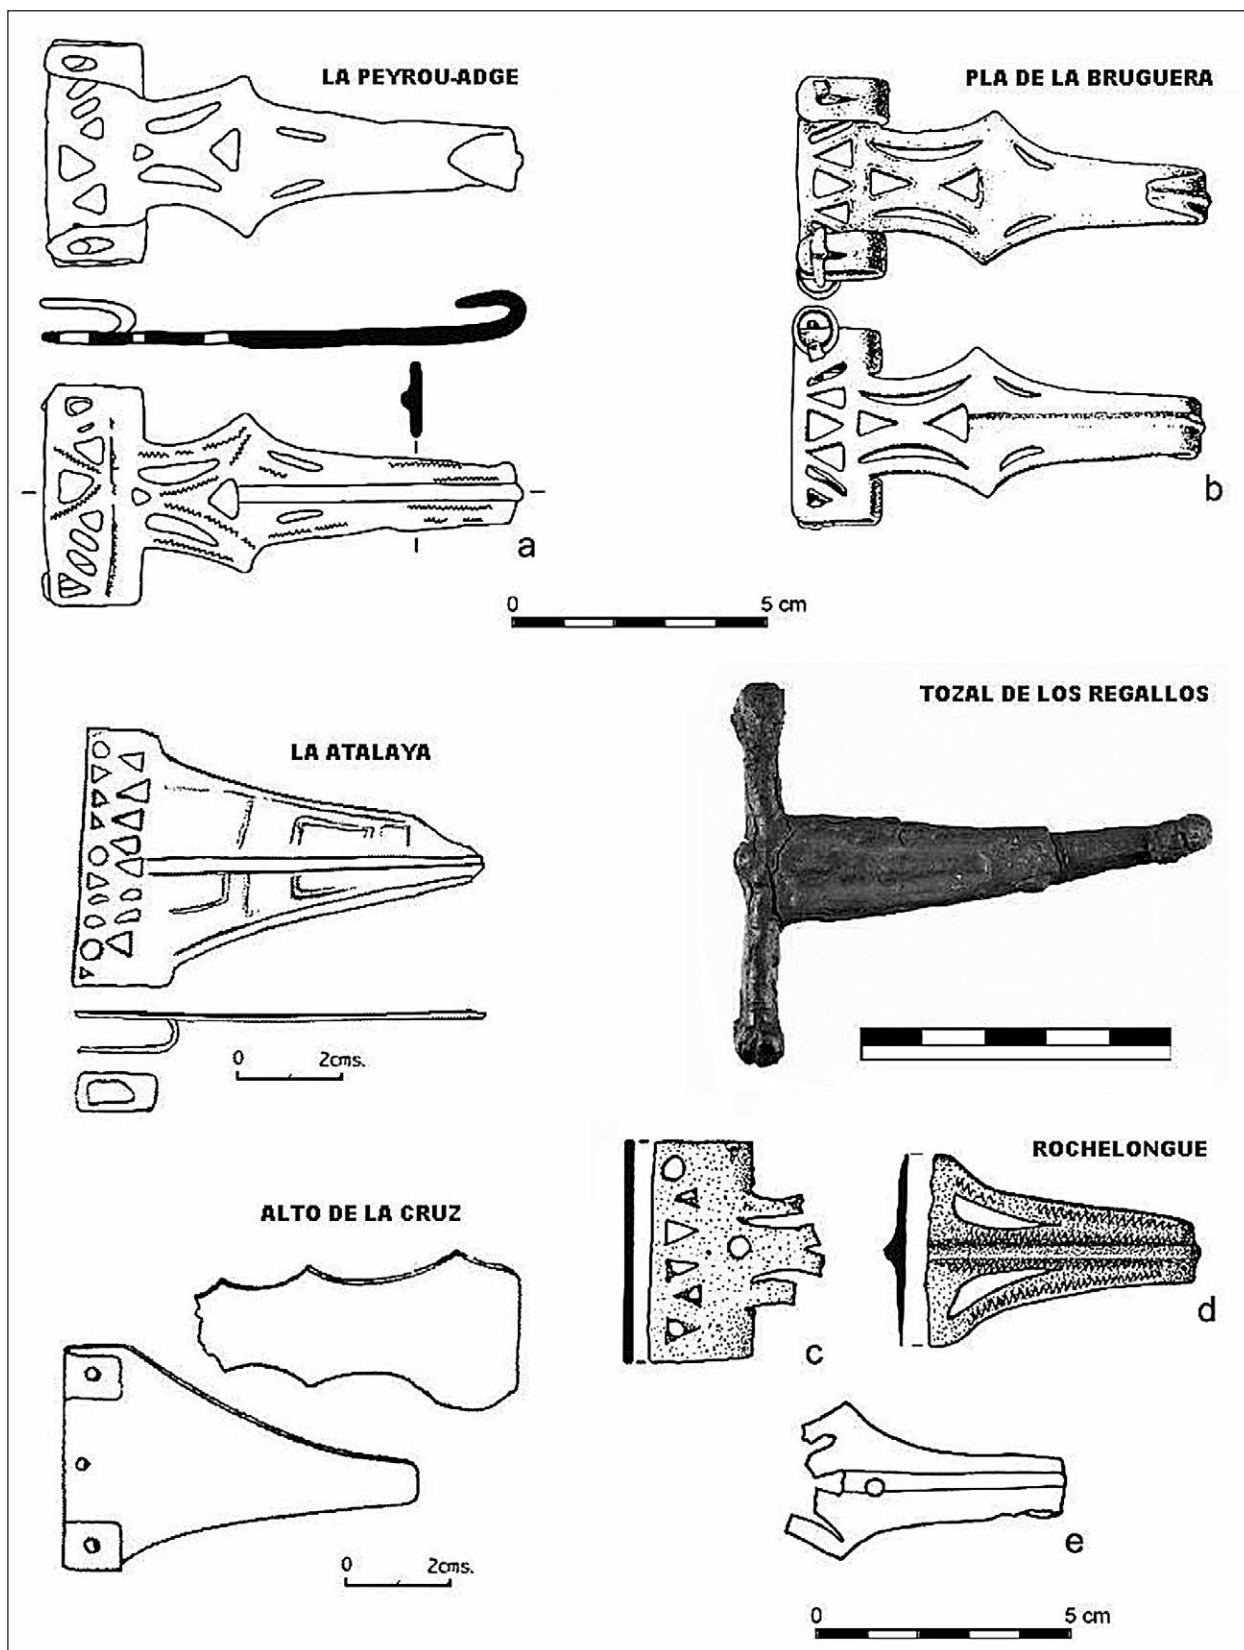 LA PEYROU-ADGE
PLA DE LA BRUGUERA
b
a
0 5 cm
TOZAL DE LOS REGALLOS
LA ATALAYA
0 2cms.
ROCHELONGUE
ALTO DE LA CRUZ
c
d
e
0 2cms.
0 5 cm